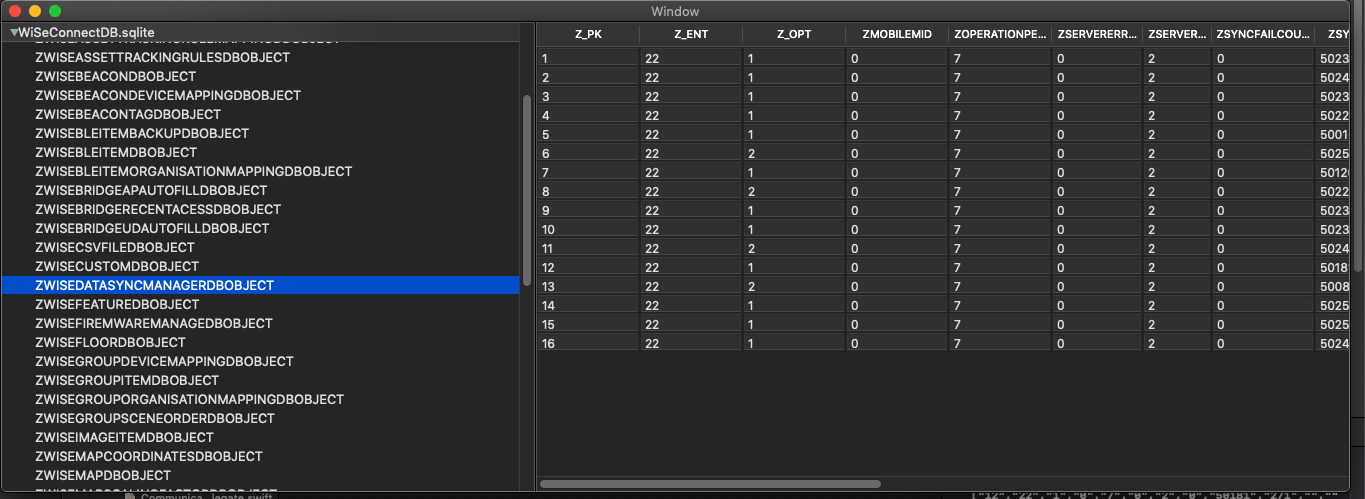 Window
▼WiSeConnectDB.sqlite
ZWISEASSETTRACKINGRULESDBOBJECT
ZWISEBEACONDBOBJECT
ZWISEBEACONDEVICEMAPPINGDBOBJECT
ZWISEBEACONTAGDBOBJECT
ZWISEBLEITEMBACKUPDBOBJECT
ZWISEBLEITEMDBOBJECT
ZWISEBLEITEMORGANISATIONMAPPINGDBOBJECT
ZWISEBRIDGEAPAUTOFILLDBOBJECT
ZWISEBRIDGERECENTACESSDBOBJECT
ZWISEBRIDGEUDAUTOFILLDBOBJECT
ZWISECSVFILEDBOBJECT
ZWISECUSTOMDBOBJECT
ZWISEDATASYNCMANAGERDBOBJECT
ZWISEFEATUREDBOBJECT
ZWISEFIREMWAREMANAGEDBOBJECT
ZWISEFLOORDBOBJECT
ZWISEGROUPDEVICEMAPPINGDBOBJECT
ZWISEGROUPITEMDBOBJECT
ZWISEGROUPORGANISATIONMAPPINGDBOBJECT
ZWISEGROUPSCENEORDERDBOBJECT
ZWISEIMAGEITEMDBOBJECT
ZWISEMAPCOORDINATESDBOBJECT
ZWISEMAPDBOBJECT
Z_PK Z_ENT Z_OPT ZMOBILEMID ZOPERATIONPE... ZSERVERERR... ZSERVER... ZSYNCFAILCOU... ZSY
1 22 1 0 7 0 2 0 5023
2 22 1 0 7 0 2 0 5024
3 22 1 0 7 0 2 0 5023
4 22 1 0 7 0 2 0 5022
5 22 1 0 7 0 2 0 5001
6 22 2 0 7 0 2 0 5025
7 22 1 0 7 0 2 0 5012
8 22 2 0 7 0 2 0 5022
9 22 1 0 7 0 2 0 5023
10 22 1 0 7 0 2 0 5023
11 22 2 0 7 0 2 0 5024
12 22 1 0 7 0 2 0 5018
13 22 2 0 7 0 2 0 5008
14 22 1 0 7 0 2 0 5025
15 22 1 0 7 0 2 0 5025
16 22 1 0 7 0 2 0 5024